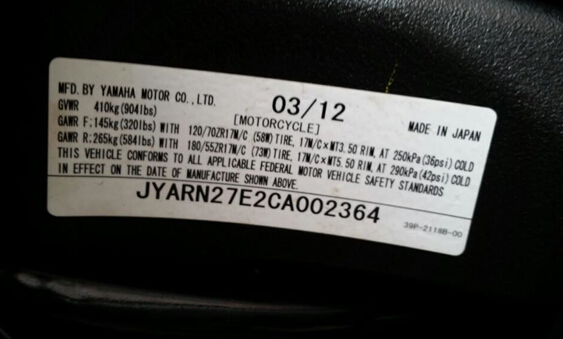 MFD. BY YAMAHA MOTOR CO., LTD. 03/12 MADE IN JAPAN
GVWR 410kg(904lbs) [MOTORCYCLE]
GAWR F:145kg(320lbs) WITH 120/70ZR17M/C (58W) TIRE, 17M/C×MT3.50 RIM, AT 250kPa(36psi) COLD
GAWR R:265kg(584lbs) WITH 180/55ZR17M/C (73W) TIRE, 17M/C×MT5.50 RIM, AT 290kPa(42psi) COLD
THIS VEHICLE CONFORMS TO ALL APPLICABLE FEDERAL MOTOR VEHICLE SAFETY STANDARDS
IN EFFECT ON THE DATE OF MANUFACTURE SHOWN ABOVE.
JYARN27E2CA002364
39P-2118B-00